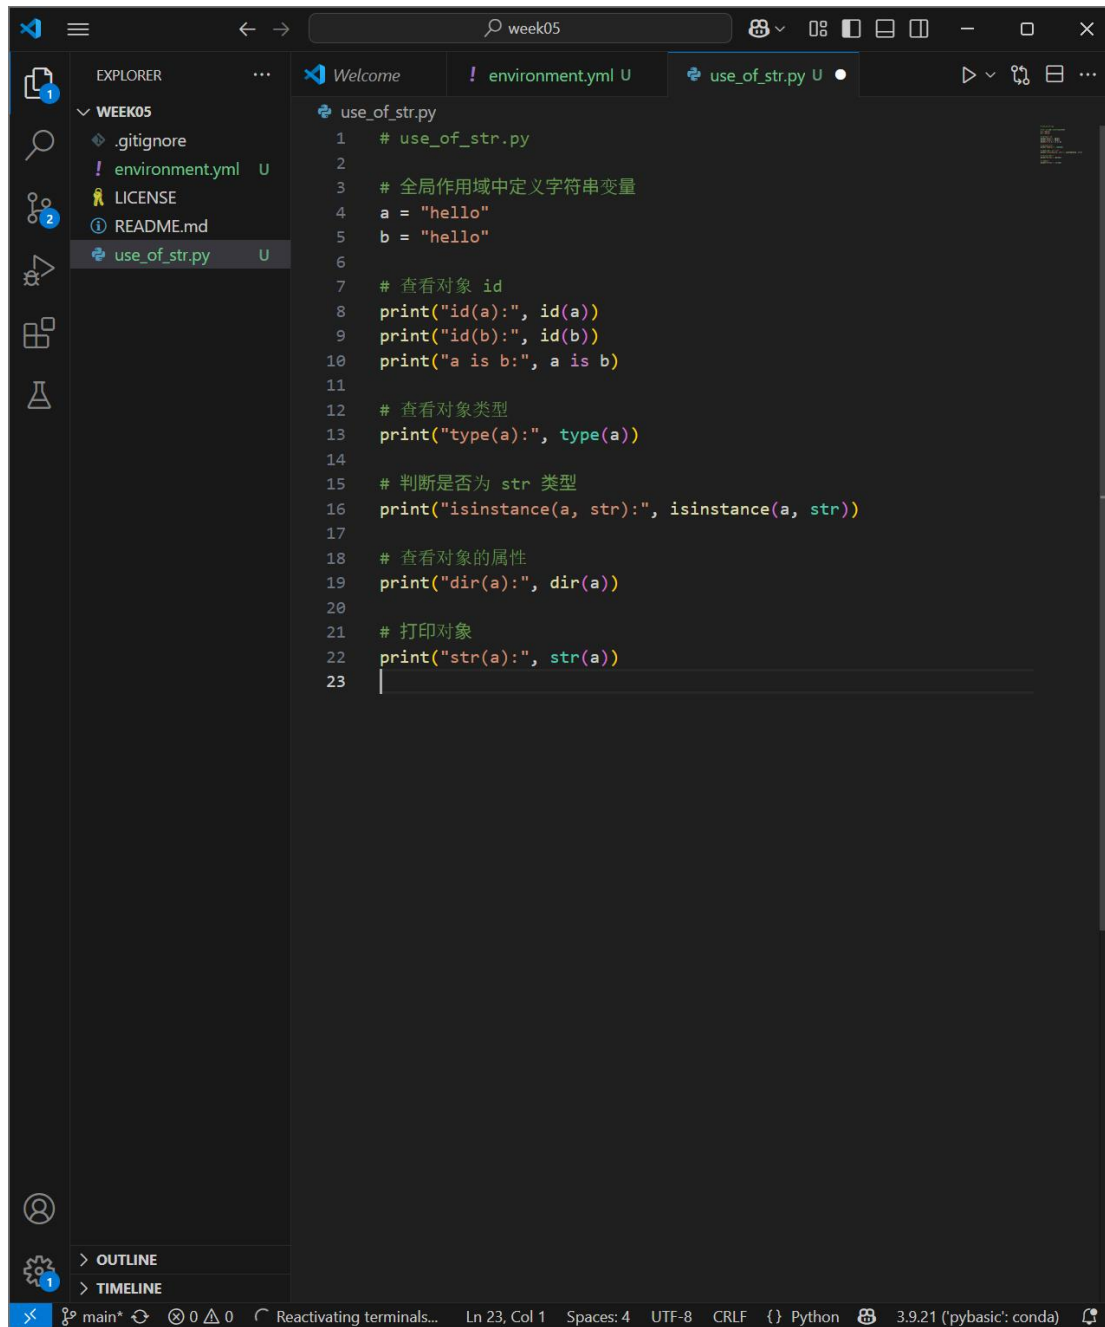 week05
EXPLORER
Welcome
! environment.yml U
use_of_str.py U
WEEK05
.gitignore
! environment.yml U
LICENSE
README.md
use_of_str.py U
use_of_str.py
1 # use_of_str.py
2
3 # 全局作用域中定义字符串变量
4 a = "hello"
5 b = "hello"
6
7 # 查看对象 id
8 print("id(a):", id(a))
9 print("id(b):", id(b))
10 print("a is b:", a is b)
11
12 # 查看对象类型
13 print("type(a):", type(a))
14
15 # 判断是否为 str 类型
16 print("isinstance(a, str):", isinstance(a, str))
17
18 # 查看对象的属性
19 print("dir(a):", dir(a))
20
21 # 打印对象
22 print("str(a):", str(a))
23
1
2
1
OUTLINE
TIMELINE
main* 0 0 Reactivating terminals... Ln 23, Col 1 Spaces: 4 UTF-8 CRLF {} Python 3.9.21 ('pybasic': conda)